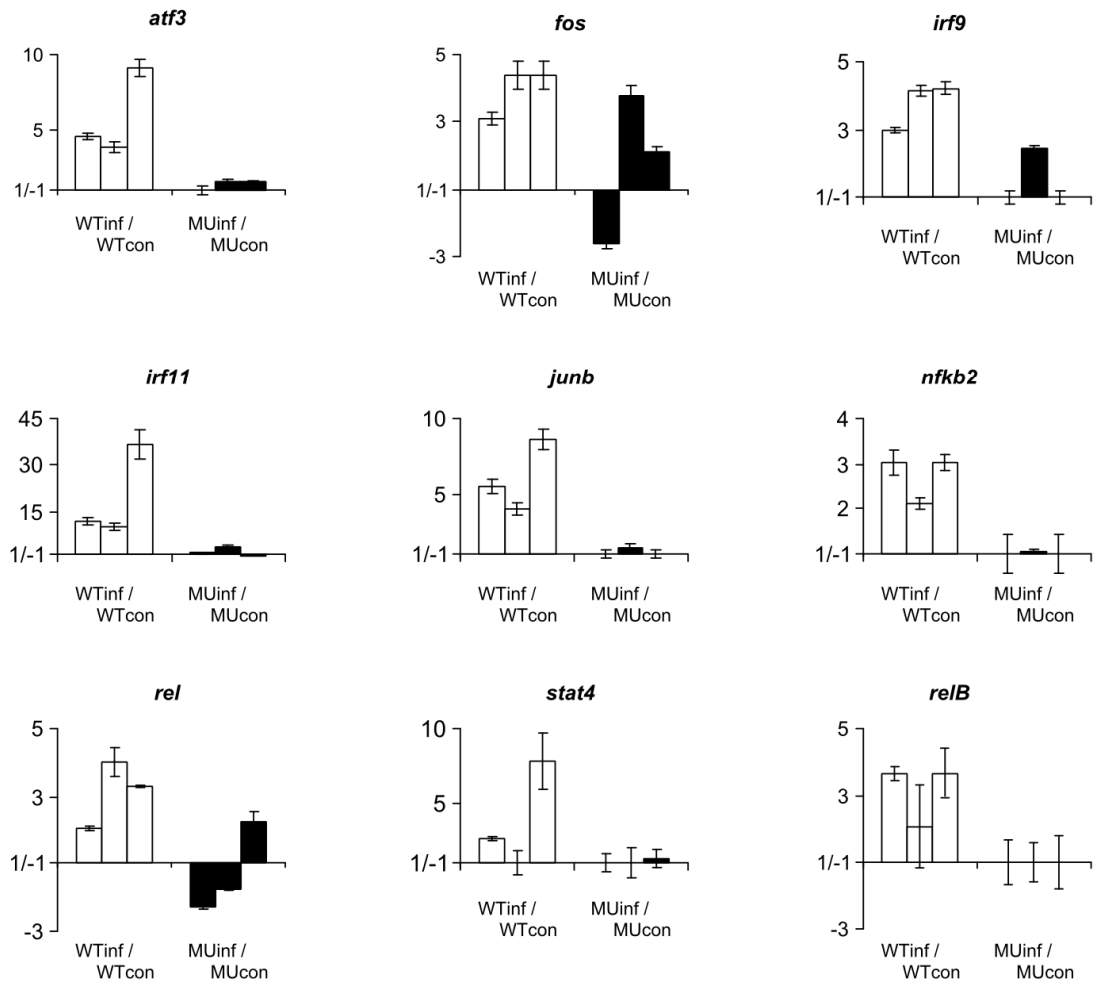 atf3
10
5
1/-1
WTinf /
WTcon
MUinf /
MUcon
fos
5
3
1/-1
-3
WTinf /
WTcon
MUinf /
MUcon
irf9
5
3
1/-1
WTinf /
WTcon
MUinf /
MUcon
irf11
45
30
15
1/-1
WTinf /
WTcon
MUinf /
MUcon
junb
10
5
1/-1
WTinf /
WTcon
MUinf /
MUcon
nfkb2
4
3
2
1/-1
WTinf /
WTcon
MUinf /
MUcon
rel
5
3
1/-1
-3
WTinf /
WTcon
MUinf /
MUcon
stat4
10
5
1/-1
WTinf /
WTcon
MUinf /
MUcon
relB
5
3
1/-1
-3
WTinf /
WTcon
MUinf /
MUcon